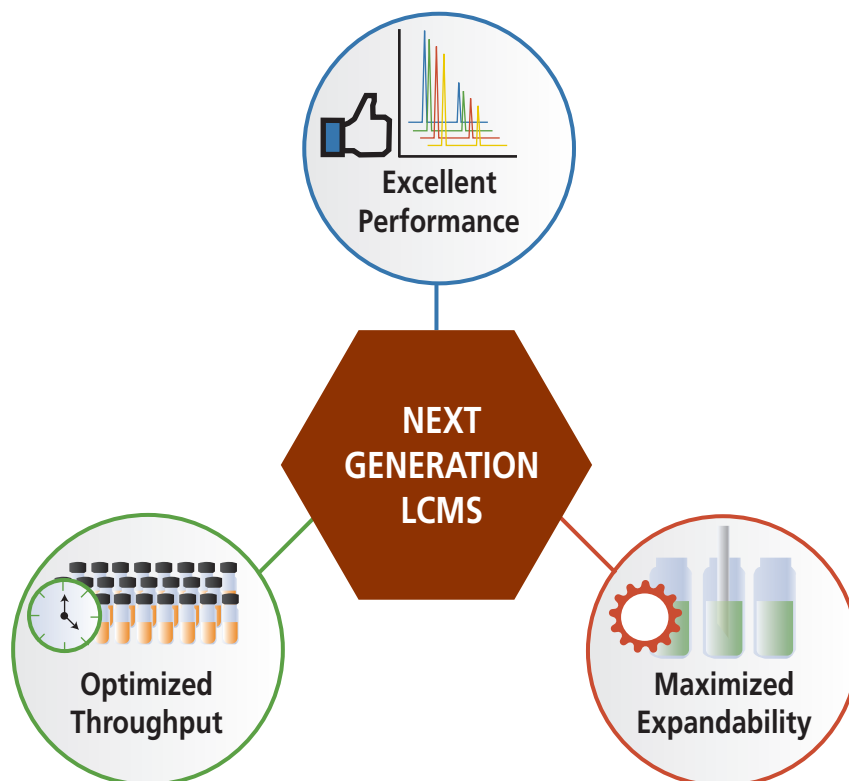 Excellent
Performance
NEXT
GENERATION
LCMS
Optimized
Throughput
Maximized
Expandability